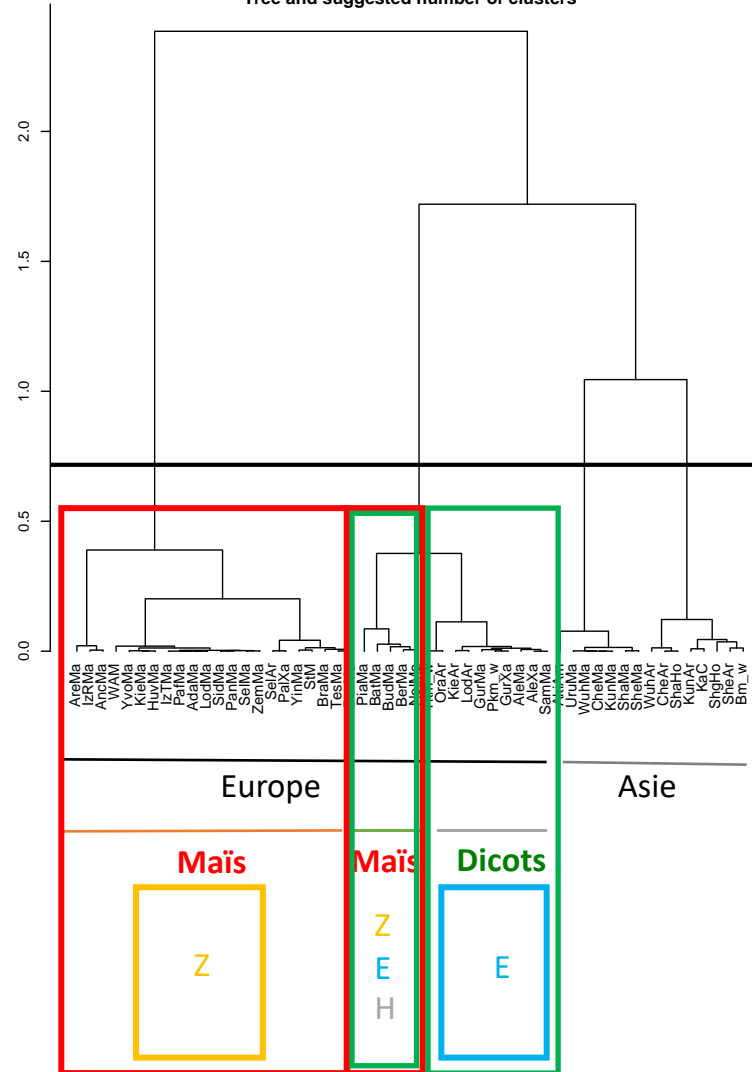 Tree and suggested number of clusters
2.0
1.5
1.0
0.5
0.0
AreMa
IzRMa
AncMa
WAM
YvoMa
KieMa
HuvMa
IzTMa
PafMa
AdaMa
LodMa
SidMa
PanMa
SelMa
ZemMa
SelAr
PalXa
YinMa
StM
BraMa
TesMa
PiaMa
BatMa
BudMa
BerMa
OraAr
KieAr
LodAr
GurMa
Pkm_w
GurXa
AleMa
AleXa
SamMa
UruMa
WuhMa
CheMa
KunMa
ShaMa
SheMa
WuhAr
CheAr
ShaHo
KunAr
KaC
ShgHo
SheAr
Bm_w
Europe
Asie
Maïs
Maïs
Dicots
Z
Z
E
H
E